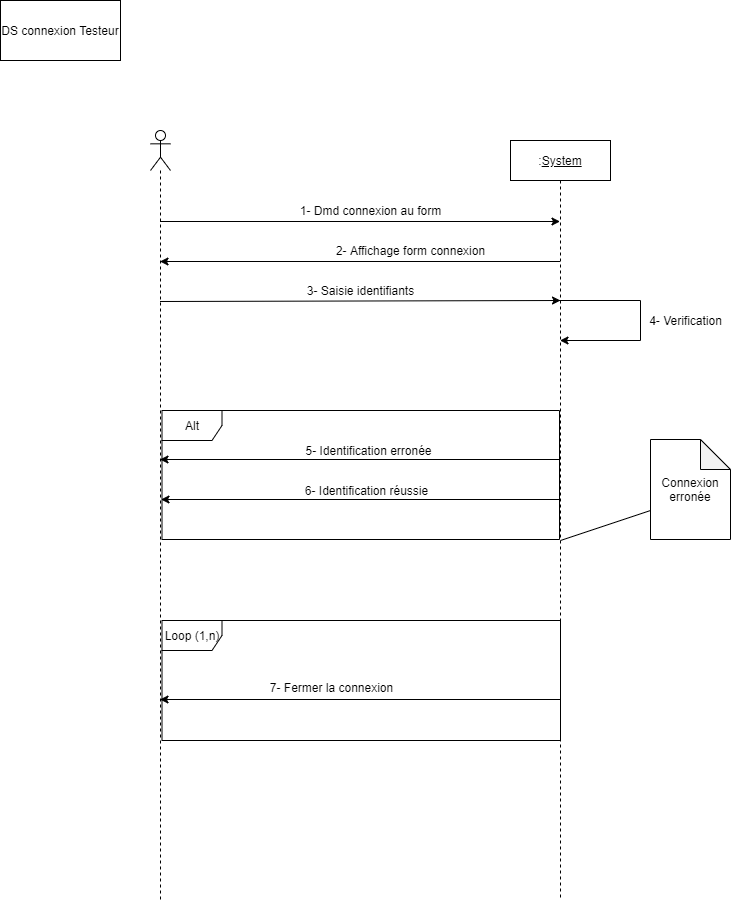 DS connexion Testeur
:System
1- Dmd connexion au form
2- Affichage form connexion
3- Saisie identifiants
4- Verification
Alt
5- Identification erronée
6- Identification réussie
Connexion
erronée
Loop (1,n)
7- Fermer la connexion